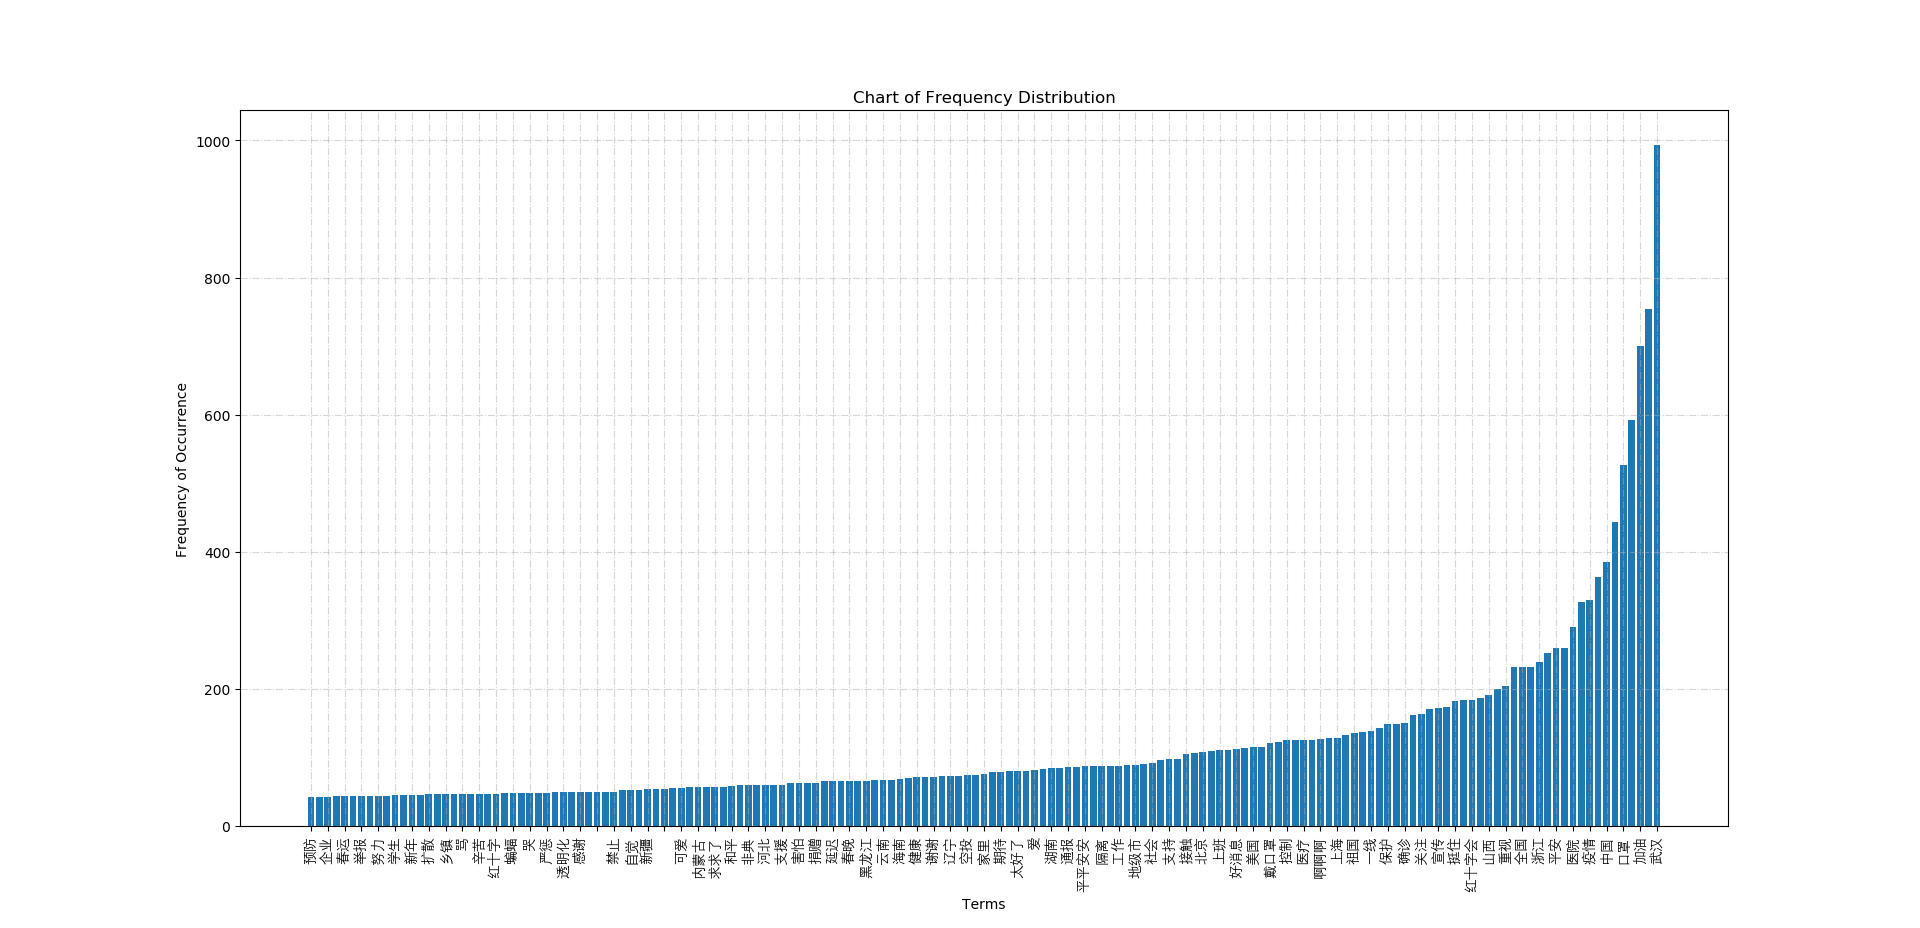 Chart of Frequency Distribution
Frequency of Occurrence
1000
800
600
400
200
0
预防
企业
春运
举报
努力
学生
新年
扩散
乡镇
骂
辛苦
红十字
蝙蝠
哭
严惩
透明化
感谢
禁止
自觉
新疆
可爱
内蒙古
求求了
和平
非典
河北
支援
害怕
捐赠
延迟
春晚
黑龙江
云南
海南
健康
谢谢
辽宁
空投
家里
期待
太好了
爱
湖南
通报
平平安安
隔离
工作
地级市
社会
支持
接触
北京
上班
好消息
美国
戴口罩
控制
医疗
啊啊啊
上海
祖国
一线
保护
确诊
关注
宣传
挺住
红十字会
山西
重视
全国
浙江
平安
医院
疫情
中国
口罩
加油
武汉
Terms